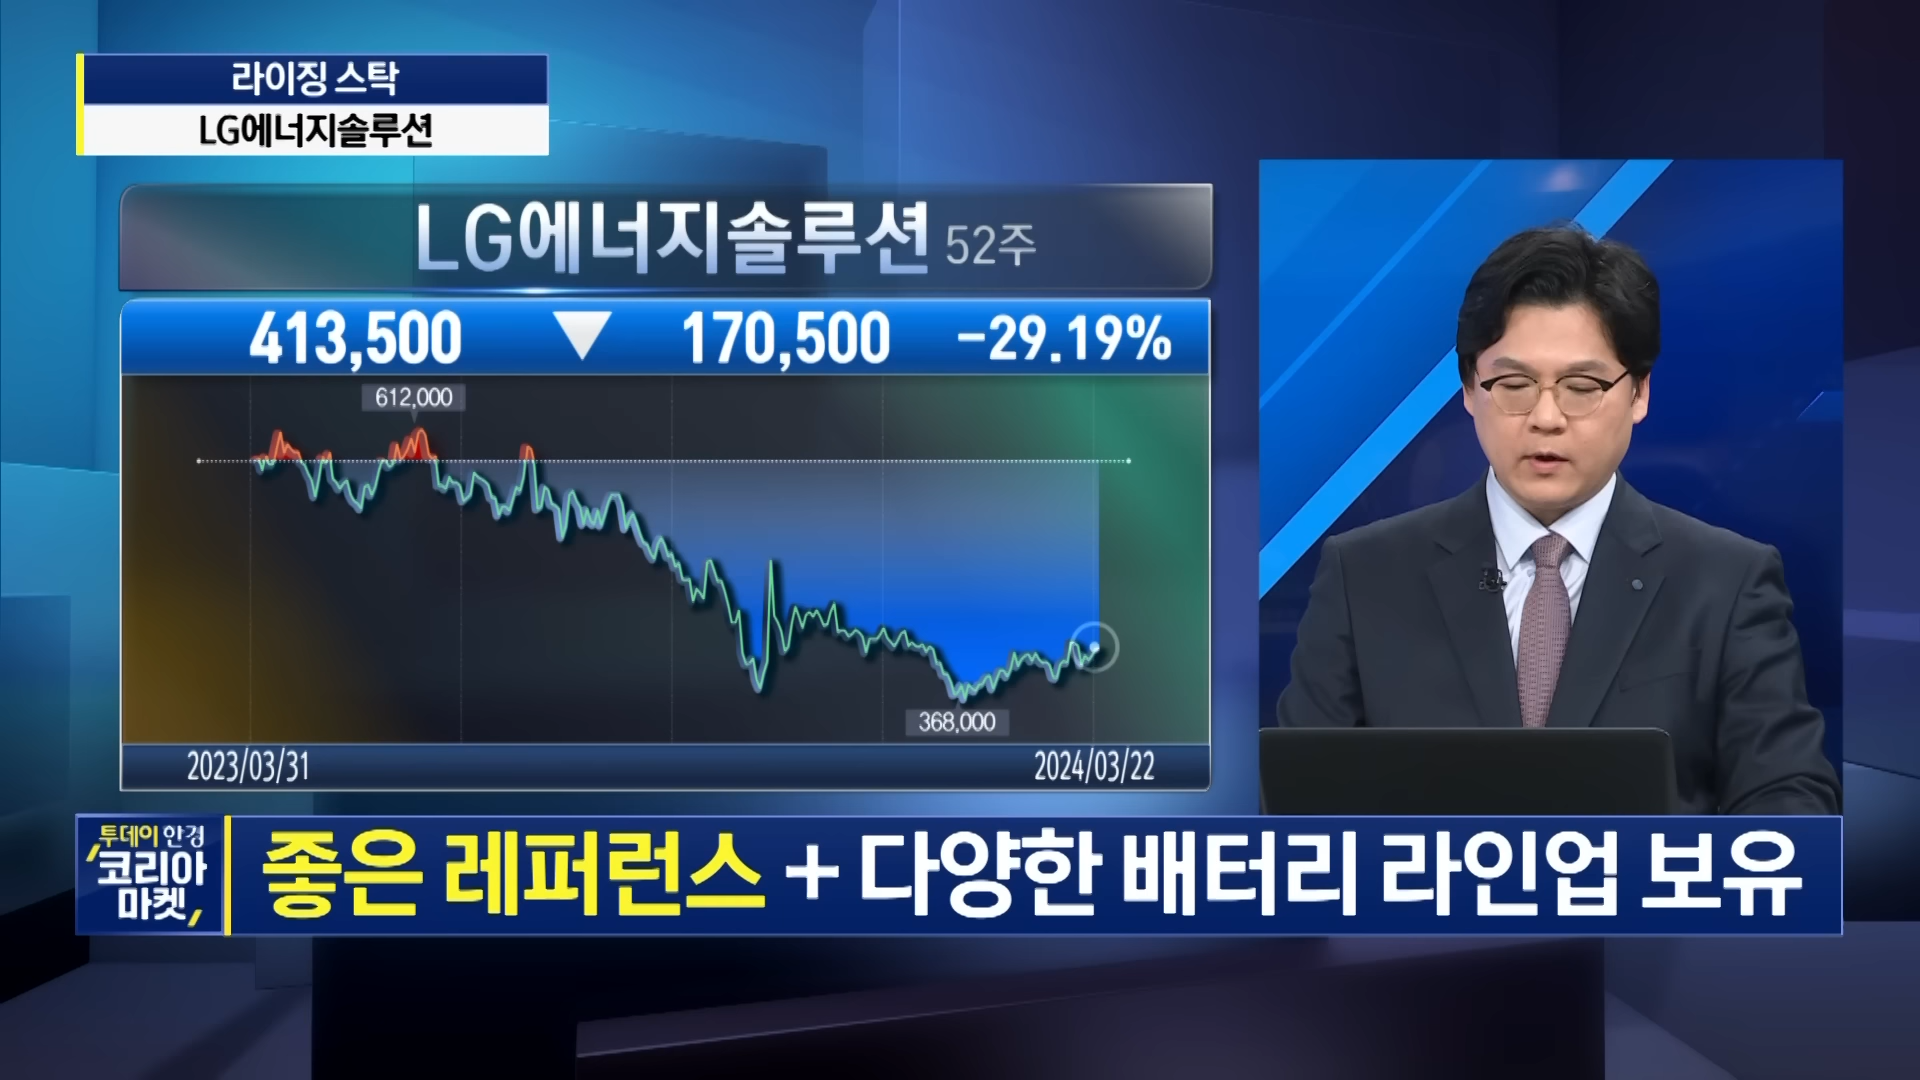 라이징 스탁
LG에너지솔루션
LG에너지솔루션 52주
413,500 ▼ 170,500 -29.19%
612,000
368,000
2023/03/31 2024/03/22
투데이 한경
코리아
마켓
좋은 레퍼런스 + 다양한 배터리 라인업 보유